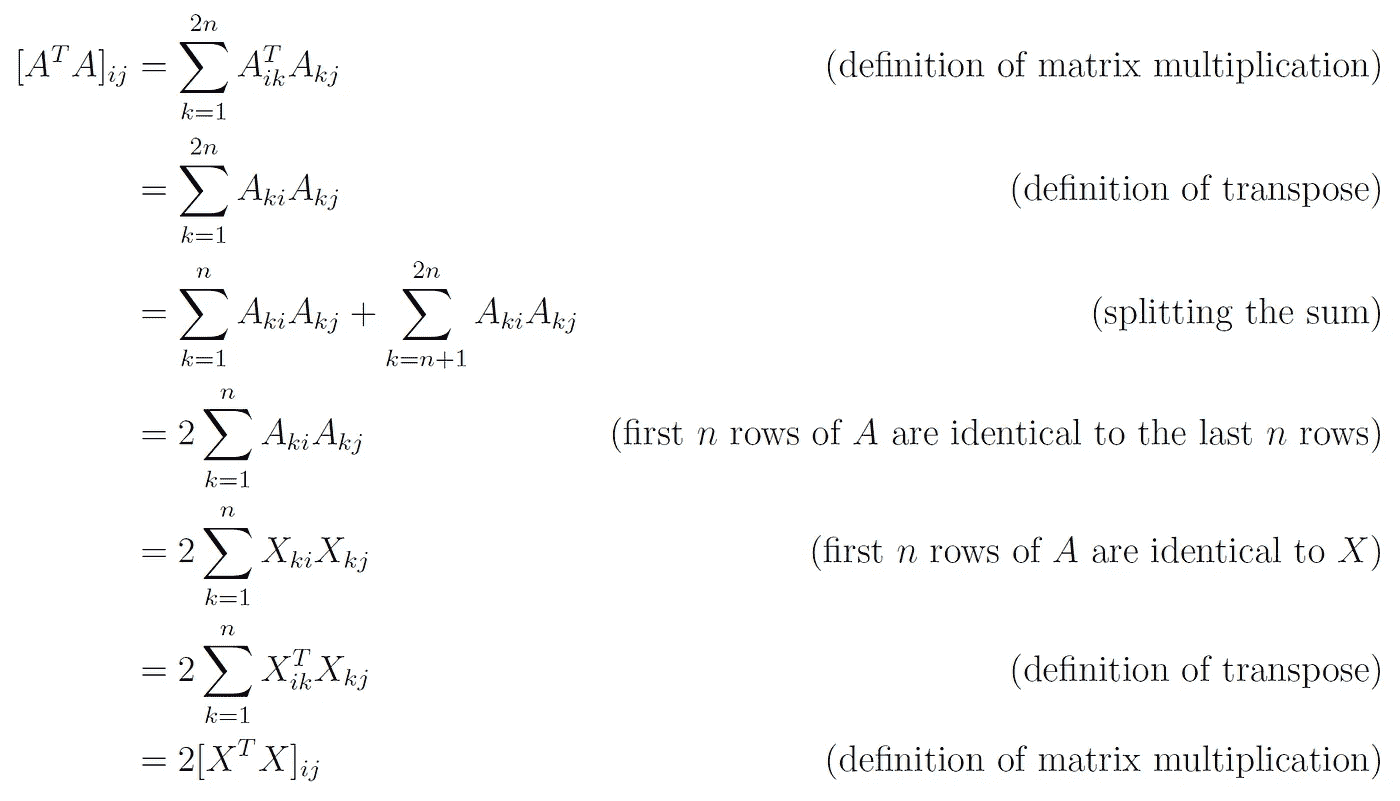 $[A^T A]_{ij} = \sum_{k=1}^{2n} A_{ik}^T A_{kj}$ (definition of matrix multiplication)
$= \sum_{k=1}^{2n} A_{ki} A_{kj}$ (definition of transpose)
$= \sum_{k=1}^{n} A_{ki} A_{kj} + \sum_{k=n+1}^{2n} A_{ki} A_{kj}$ (splitting the sum)
$= 2 \sum_{k=1}^{n} A_{ki} A_{kj}$ (first $n$ rows of $A$ are identical to the last $n$ rows)
$= 2 \sum_{k=1}^{n} X_{ki} X_{kj}$ (first $n$ rows of $A$ are identical to $X$)
$= 2 \sum_{k=1}^{n} X_{ik}^T X_{kj}$ (definition of transpose)
$= 2[X^T X]_{ij}$ (definition of matrix multiplication)